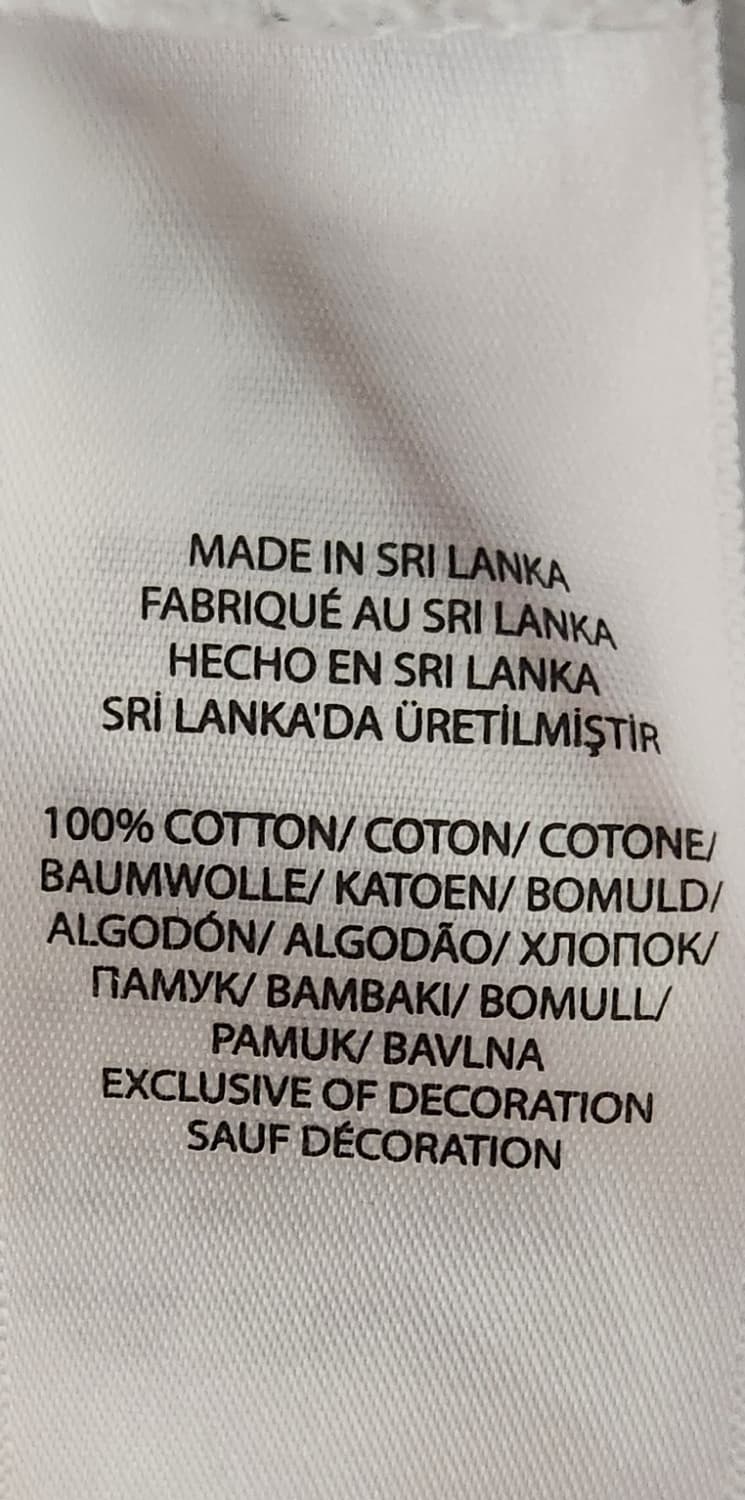 MADE IN SRI LANKA
FABRIQUÉ AU SRI LANKA
HECHO EN SRI LANKA
SRİ LANKA'DA ÜRETİLMİŞTİR
100% COTTON/ COTON/ COTONE/
BAUMWOLLE/ KATOEN/ BOMULD/
ALGODÓN/ ALGODÃO/ ХЛОПОК/
ПАМУК/ BAMBAKI/ BOMULL/
PAMUK/ BAVLNA
EXCLUSIVE OF DECORATION
SAUF DÉCORATION